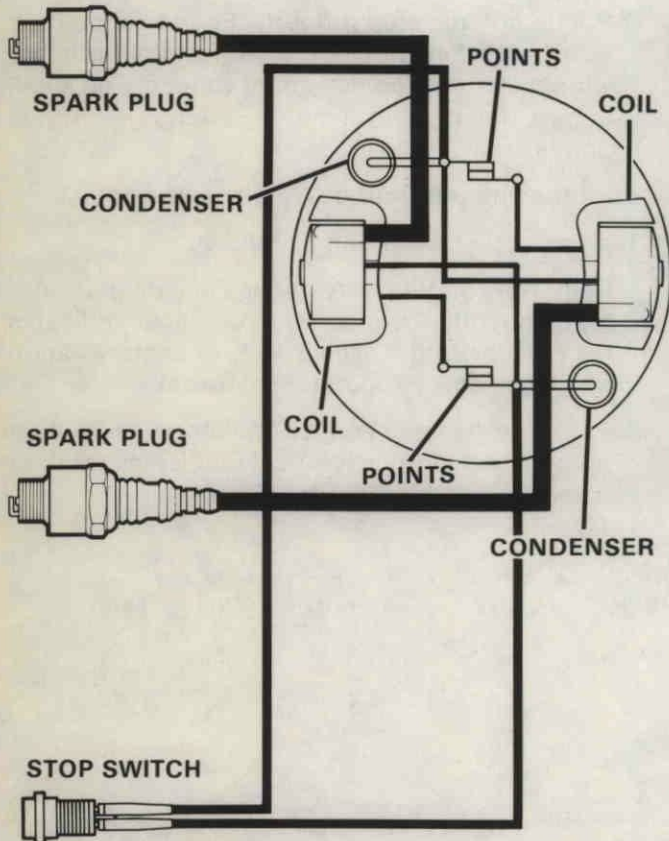 SPARK PLUG
POINTS
COIL
CONDENSER
COIL
SPARK PLUG
POINTS
CONDENSER
STOP SWITCH